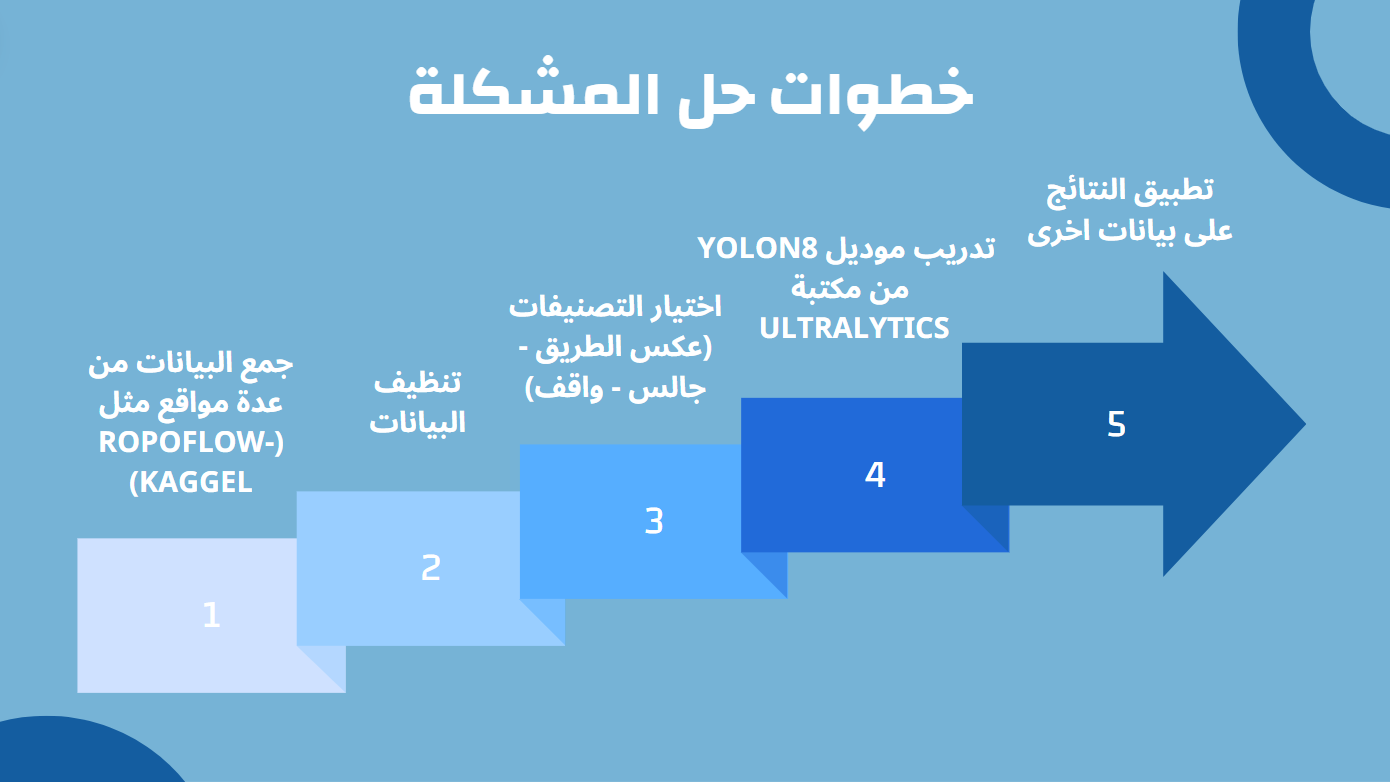 خطوات حل المشكلة
جمع البيانات من
عدة مواقع مثل
(ROPOFLOW-
KAGGEL)
1
تنظيف
البيانات
2
اختيار التصنيفات
(عكس الطريق -
جالس - واقف)
3
تدريب موديل YOLON8
من مكتبة
ULTRALYTICS
4
تطبيق النتائج
على بيانات اخرى
5